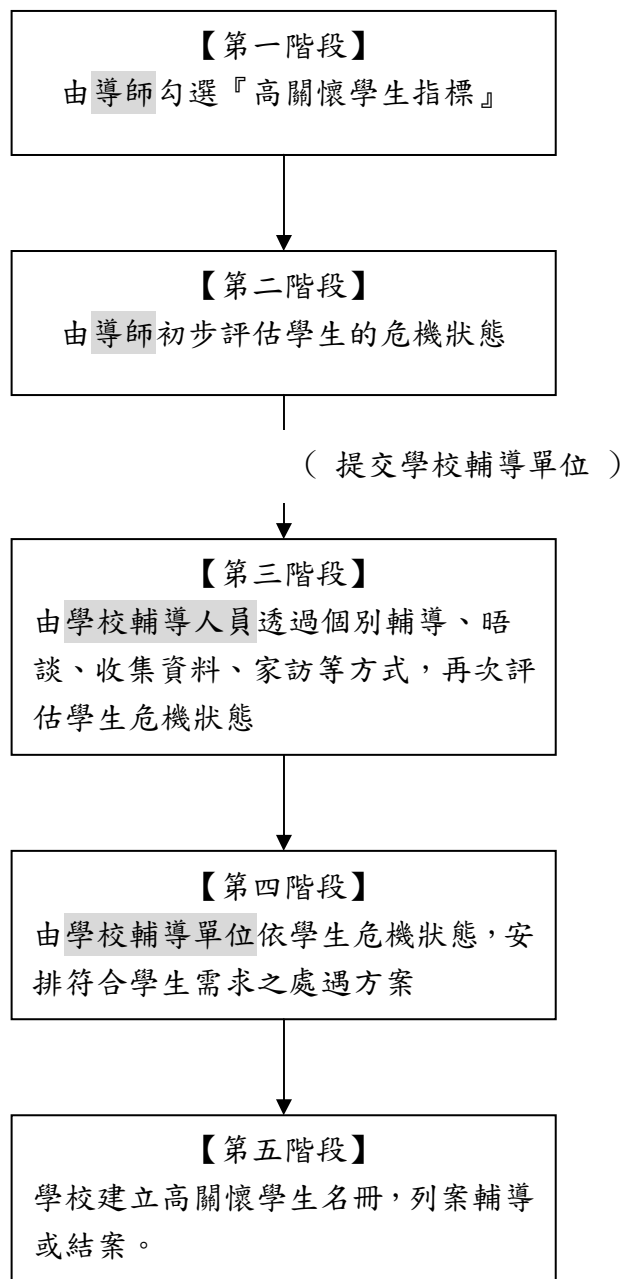 【第一階段】
由導師勾選『高關懷學生指標』
【第二階段】
由導師初步評估學生的危機狀態
（ 提交學校輔導單位 ）
【第三階段】
由學校輔導人員透過個別輔導、晤
談、收集資料、家訪等方式，再次評
估學生危機狀態
【第四階段】
由學校輔導單位依學生危機狀態，安
排符合學生需求之處遇方案
【第五階段】
學校建立高關懷學生名冊，列案輔導
或結案。